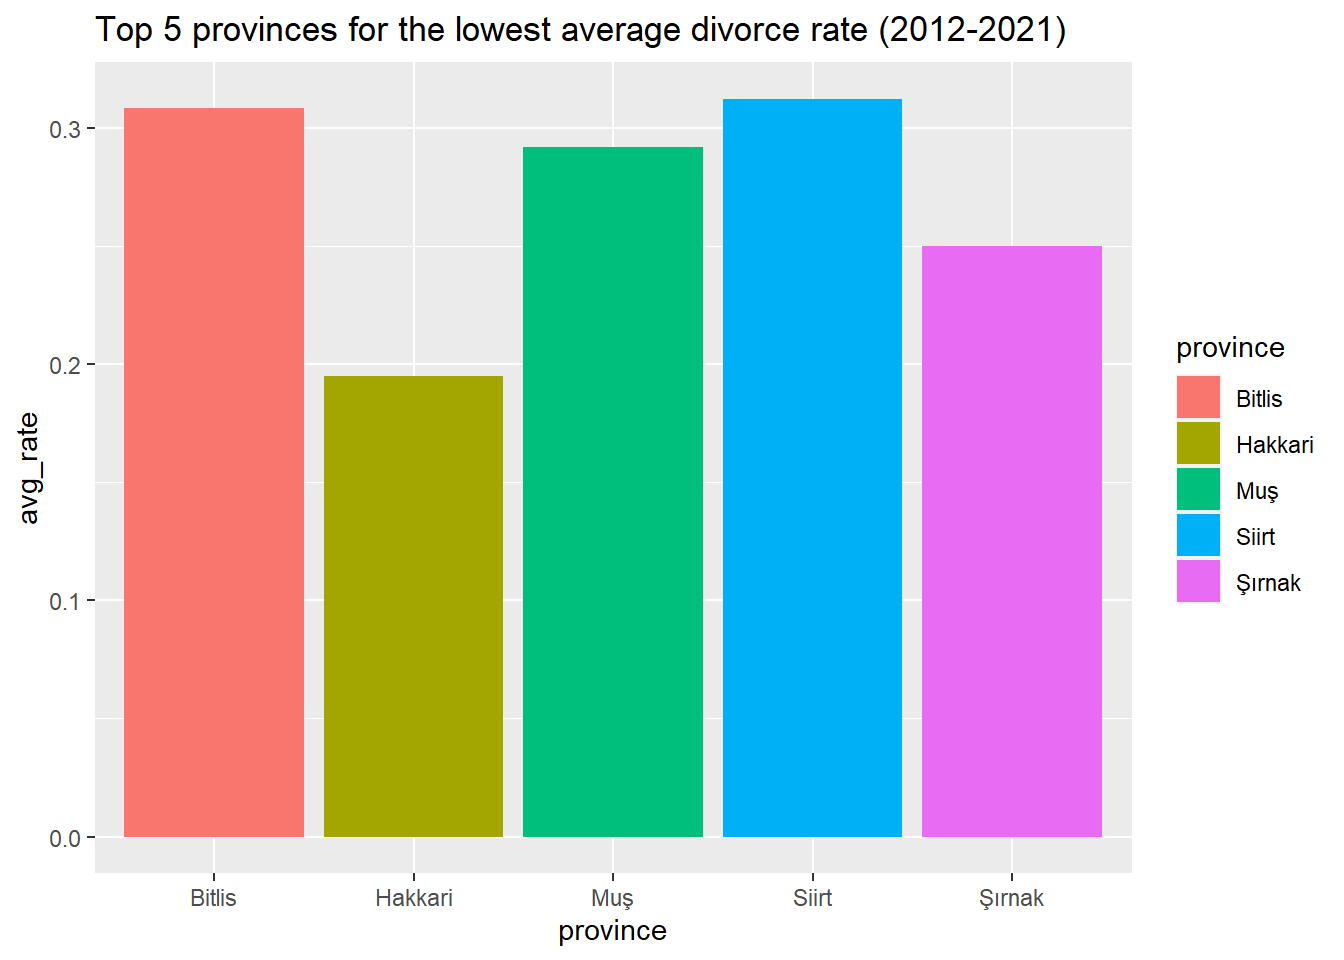 Top 5 provinces for the lowest average divorce rate (2012-2021)
0.3
0.2
0.1
0.0
avg_rate
Bitlis Hakkari Muş Siirt Şırnak
province
province
Bitlis
Hakkari
Muş
Siirt
Şırnak